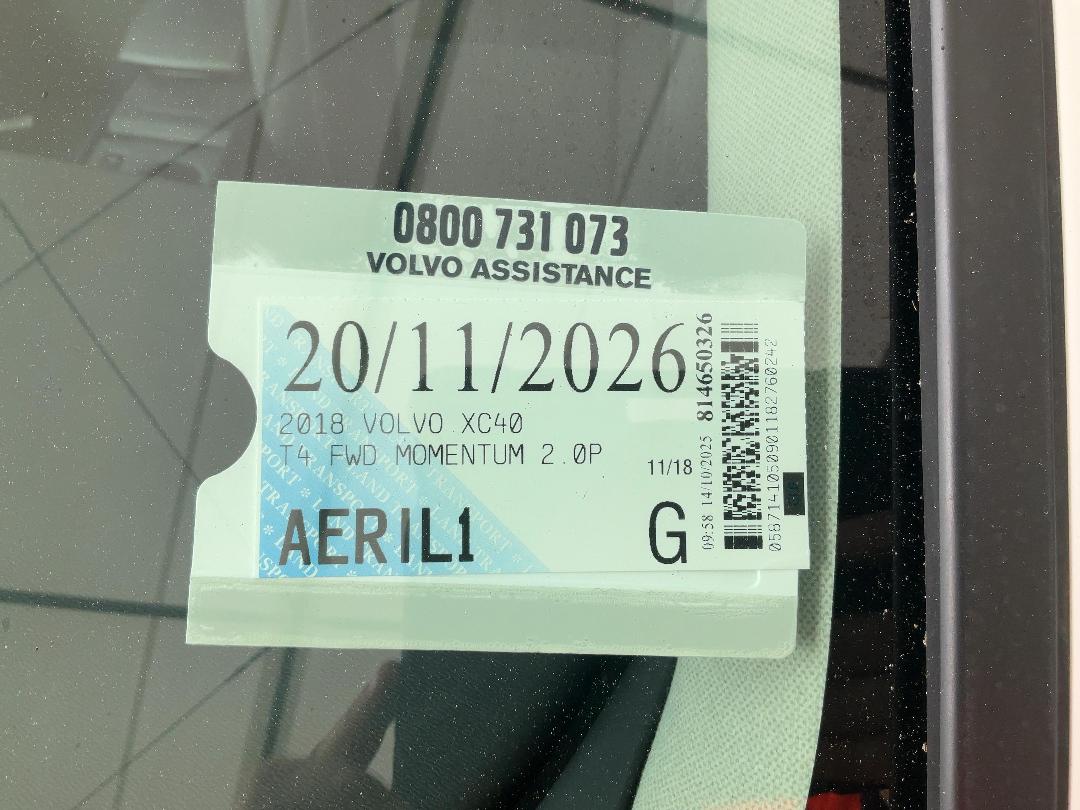 0800 731 073
VOLVO ASSISTANCE
20/11/2026
2018 VOLVO XC40
T4 FWD MOMENTUM 2.0P
11/18
AERIL1
G
09:58 14/10/2025 814650326
0587141050901182760242